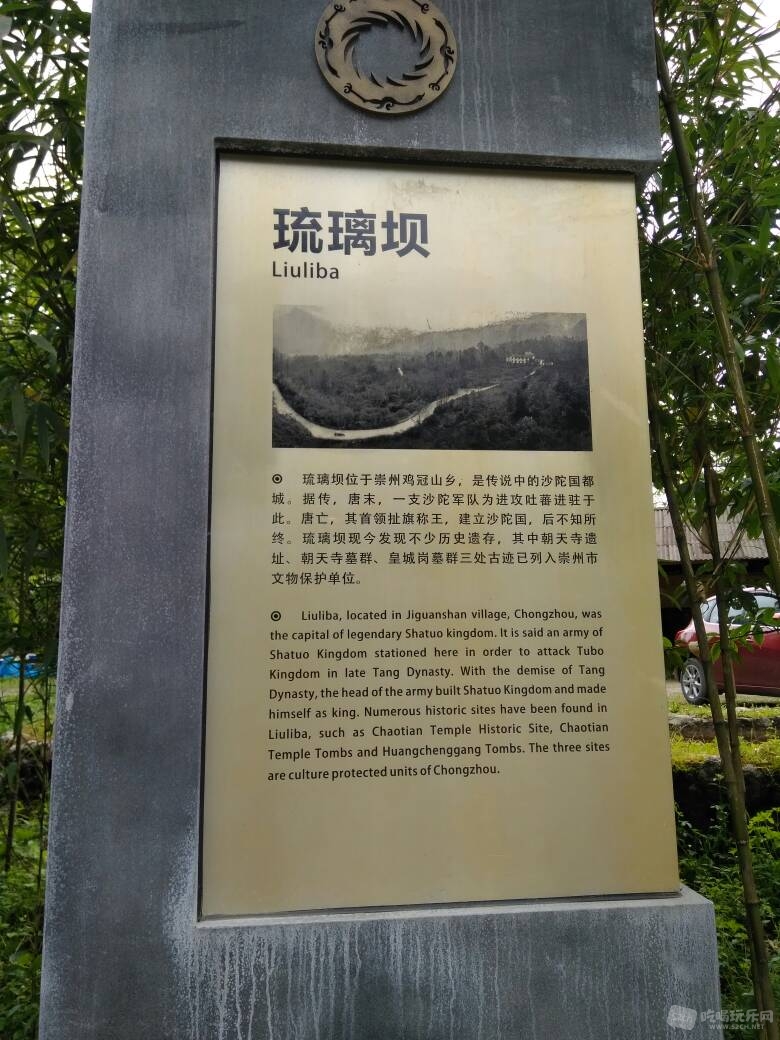 琉璃坝
Liuliba
琉璃坝位于崇州鸡冠山乡，是传说中的沙陀国都
城。据传，唐末，一支沙陀军队为进攻吐蕃进驻于
此。唐亡，其首领扯旗称王，建立沙陀国，后不知所
终。琉璃坝现今发现不少历史遗存，其中朝天寺遗
址、朝天寺墓群、皇城岗墓群三处古迹已列入崇州市
文物保护单位。
Liuliba, located in Jiguanshan village, Chongzhou, was
the capital of legendary Shatuo kingdom. It is said an army of
Shatuo Kingdom stationed here in order to attack Tubo
Kingdom in late Tang Dynasty. With the demise of Tang
Dynasty, the head of the army built Shatuo Kingdom and made
himself as king. Numerous historic sites have been found in
Liuliba, such as Chaotian Temple Historic Site, Chaotian
Temple Tombs and Huangchenggang Tombs. The three sites
are culture protected units of Chongzhou.
吃喝玩乐网
WWW.SZCH.NET